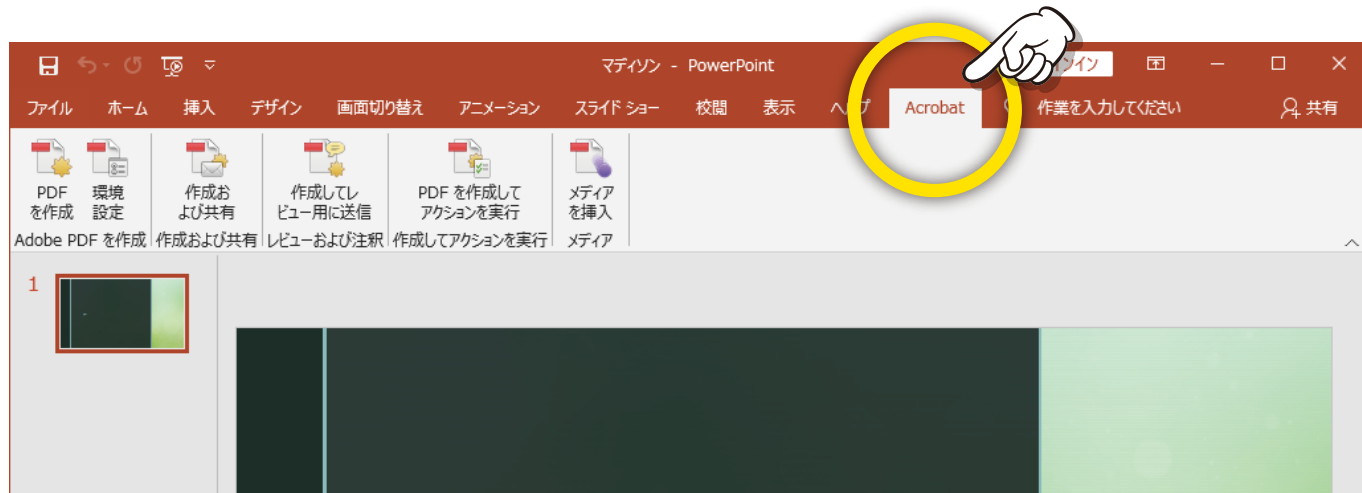 マディソン - PowerPoint
イン
ファイル ホーム 挿入 デザイン 画面切り替え アニメーション スライド ショー 校閲 表示 Acrobat 作業を入力してください 共有
PDF を作成
環境 設定
作成お よび共有
作成してレ ビュー用に送信
PDF を作成して アクションを実行
メディア を挿入
Adobe PDF を作成 作成および共有 レビューおよび注釈 作成してアクションを実行 メディア
1